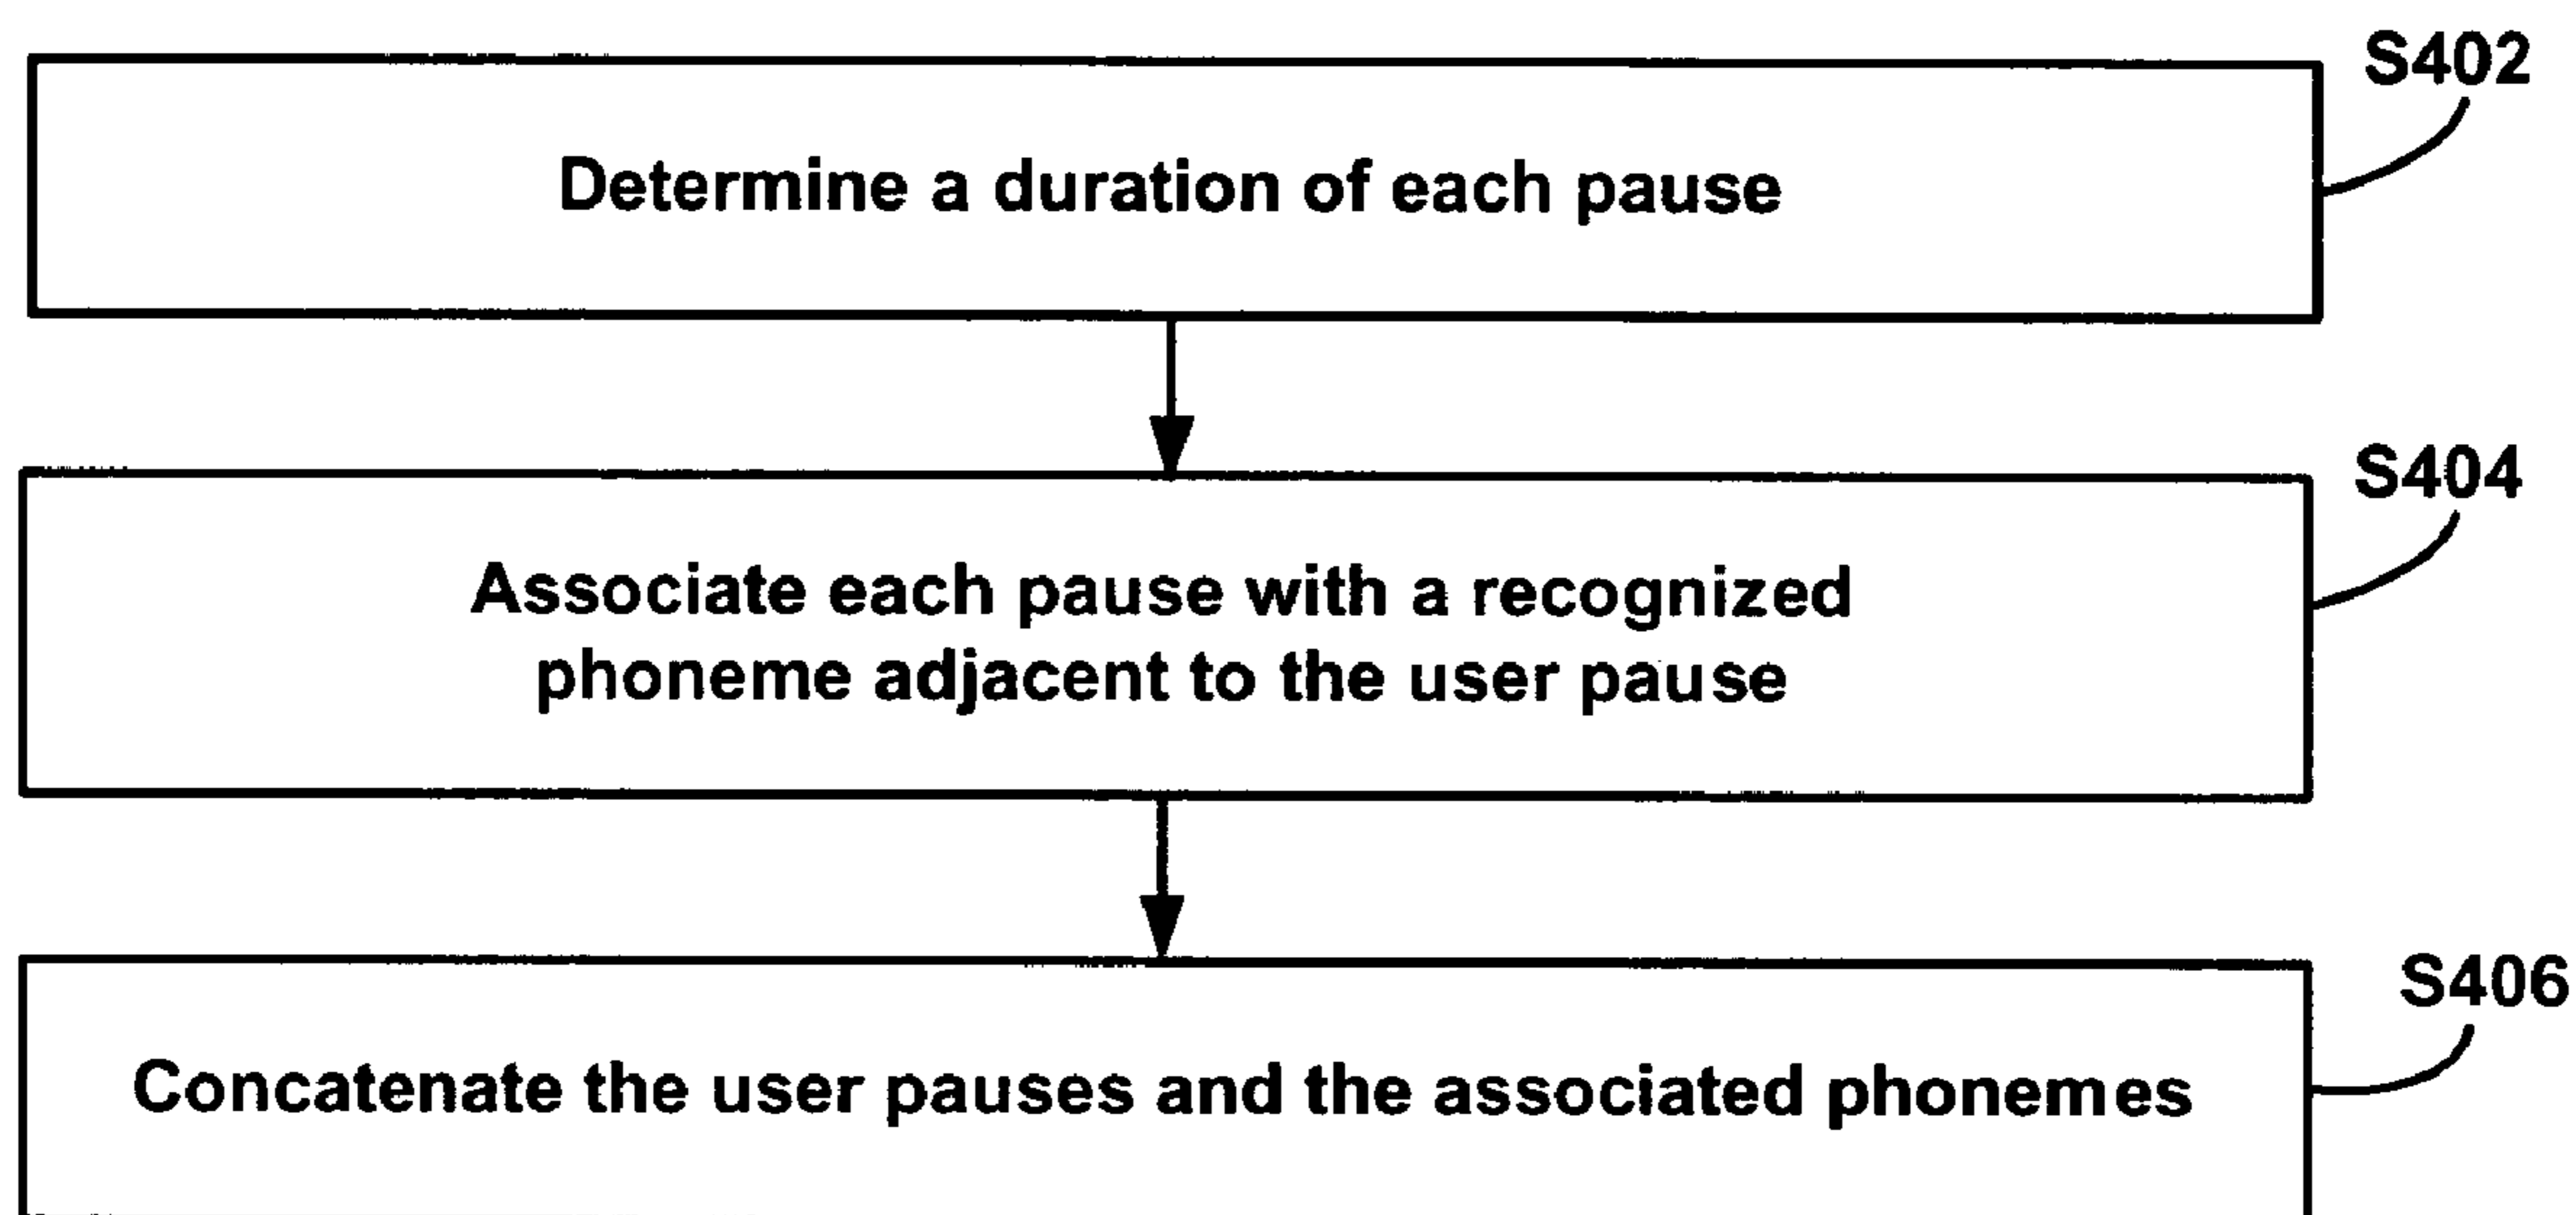 S402
Determine a duration of each pause
S404
Associate each pause with a recognized
phoneme adjacent to the user pause
S406
Concatenate the user pauses and the associated phonemes